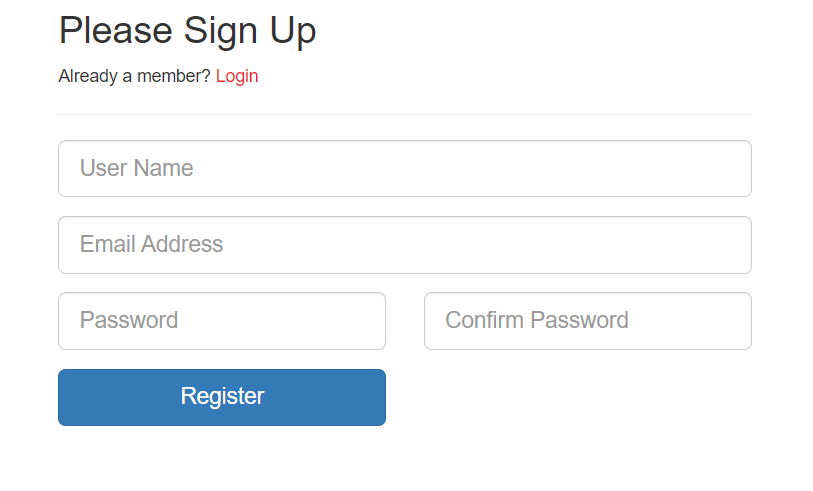 Please Sign Up
Already a member? Login
User Name
Email Address
Password Confirm Password
Register